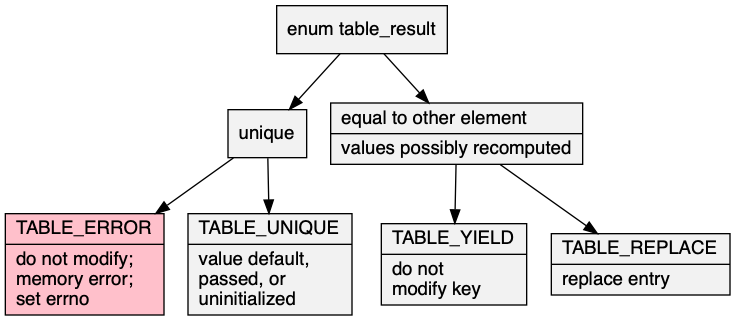 enum table_result
unique
equal to other element
values possibly recomputed
TABLE_ERROR
do not modify;
memory error;
set errno
TABLE_UNIQUE
value default,
passed, or
uninitialized
TABLE_YIELD
do not
modify key
TABLE_REPLACE
replace entry